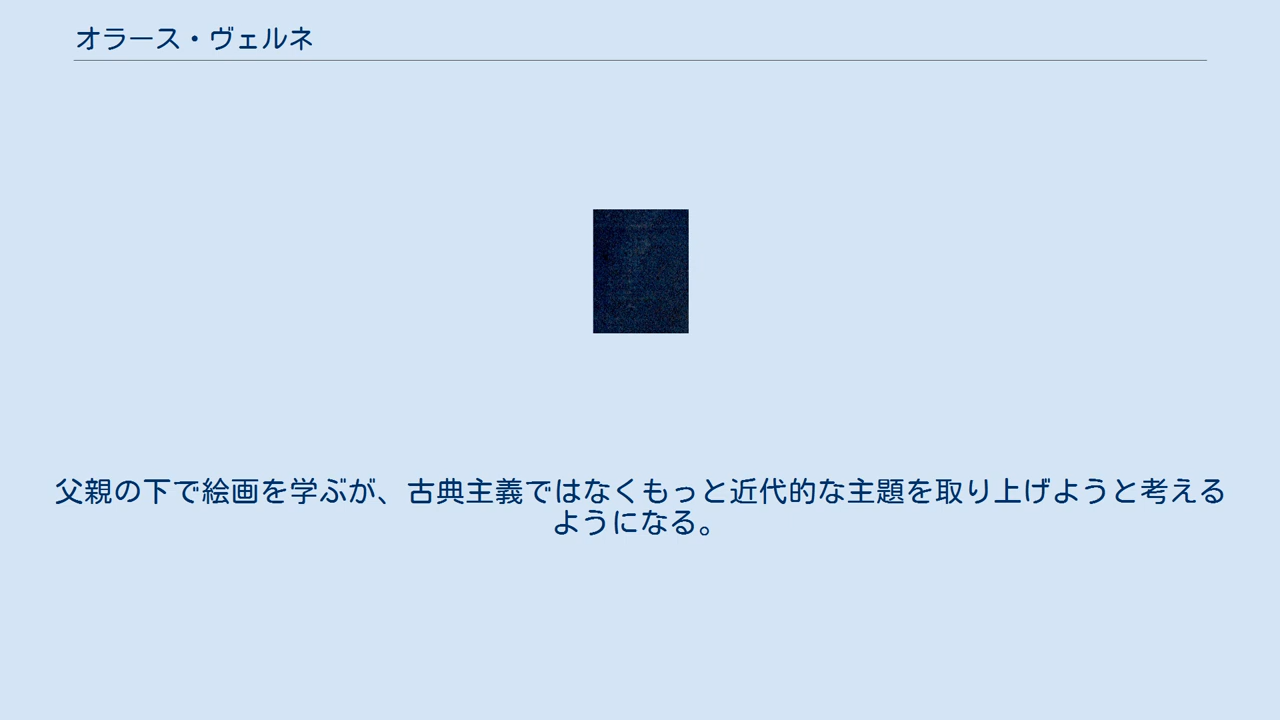 オラース・ヴェルネ
父親の下で絵画を学ぶが、古典主義ではなくもっと近代的な主題を取り上げようと考える
ようになる。